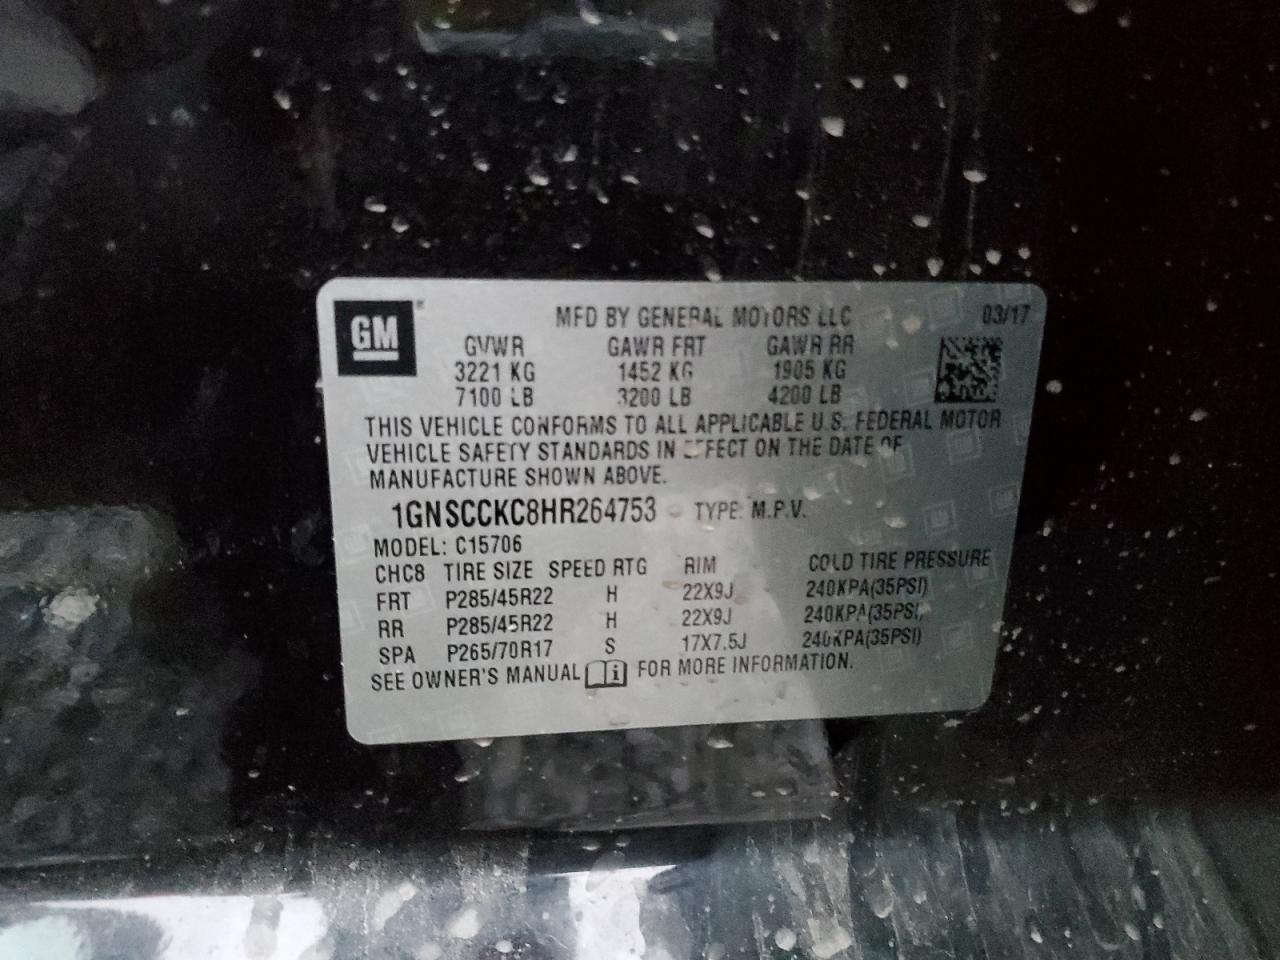 GM
MFD BY GENERAL MOTORS LLC 03/17
GVWR GAWR FRT GAWR RR
3221 KG 1452 KG 1905 KG
7100 LB 3200 LB 4200 LB
THIS VEHICLE CONFORMS TO ALL APPLICABLE U.S. FEDERAL MOTOR
VEHICLE SAFETY STANDARDS IN EFFECT ON THE DATE OF
MANUFACTURE SHOWN ABOVE.
1GNSCCKC8HR264753 TYPE: M.P.V.
MODEL: C15706
CHC8 TIRE SIZE SPEED RTG RIM COLD TIRE PRESSURE
FRT P285/45R22 H 22X9J 240KPA(35PSI)
RR P285/45R22 H 22X9J 240KPA(35PSI)
SPA P265/70R17 S 17X7.5J 240KPA(35PSI)
SEE OWNER'S MANUAL FOR MORE INFORMATION.